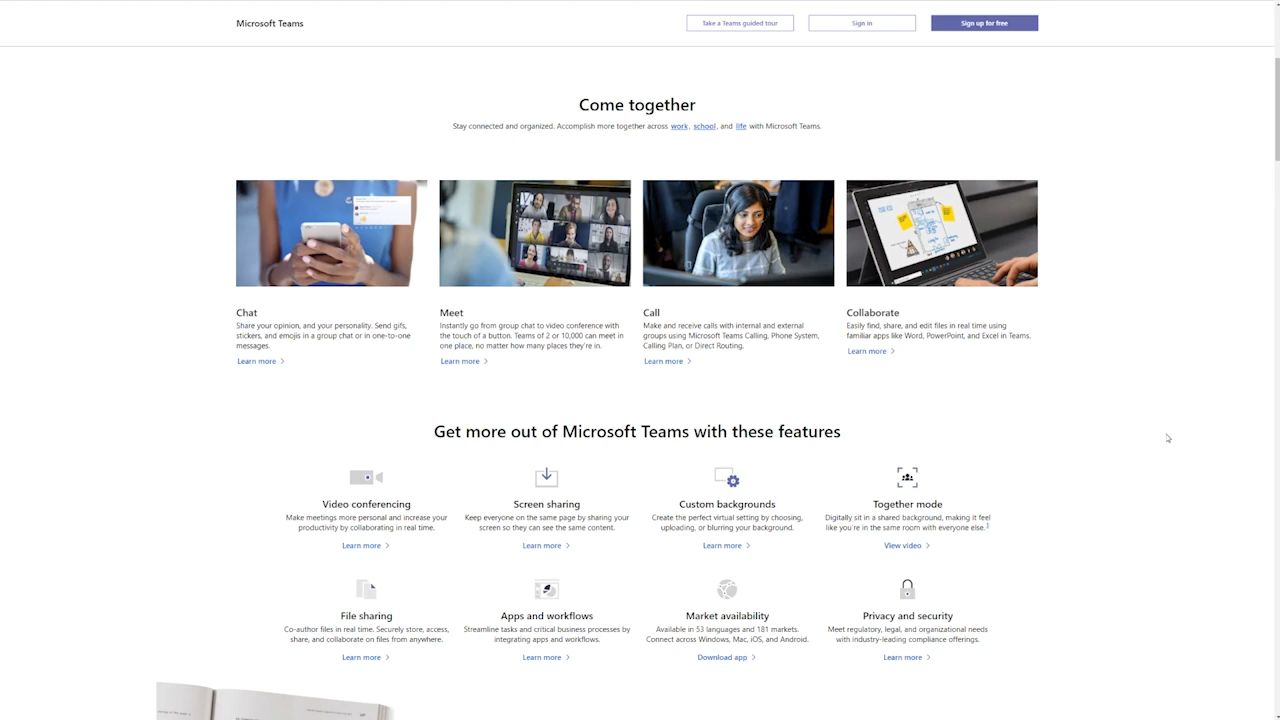 Microsoft Teams
Take a Teams guided tour
Sign in
Sign up for free
Come together
Stay connected and organized. Accomplish more together across work, school, and life with Microsoft Teams.
Chat
Share your opinion, and your personality. Send gifs,
stickers, and emojis in a group chat or in one-to-one
messages.
Learn more
Meet
Instantly go from group chat to video conference with
the touch of a button. Teams of 2 or 10,000 can meet in
one place, no matter how many places they're in.
Learn more
Call
Make and receive calls with internal and external
groups using Microsoft Teams Calling, Phone System,
Calling Plan, or Direct Routing.
Learn more
Collaborate
Easily find, share, and edit files in real time using
familiar apps like Word, PowerPoint, and Excel in Teams.
Learn more
Get more out of Microsoft Teams with these features
Video conferencing
Make meetings more personal and increase your
productivity by collaborating in real time.
Learn more
Screen sharing
Keep everyone on the same page by sharing your
screen so they can see the same content.
Learn more
Custom backgrounds
Create the perfect virtual setting by choosing,
uploading, or blurring your background.
Learn more
Together mode
Digitally sit in a shared background, making it feel
like you're in the same room with everyone else.1
View video
File sharing
Co-author files in real time. Securely store, access,
share, and collaborate on files from anywhere.
Learn more
Apps and workflows
Streamline tasks and critical business processes by
integrating apps and workflows.
Learn more
Market availability
Available in 53 languages and 181 markets.
Connect across Windows, Mac, iOS, and Android.
Download app
Privacy and security
Meet regulatory, legal, and organizational needs
with industry-leading compliance offerings.
Learn more